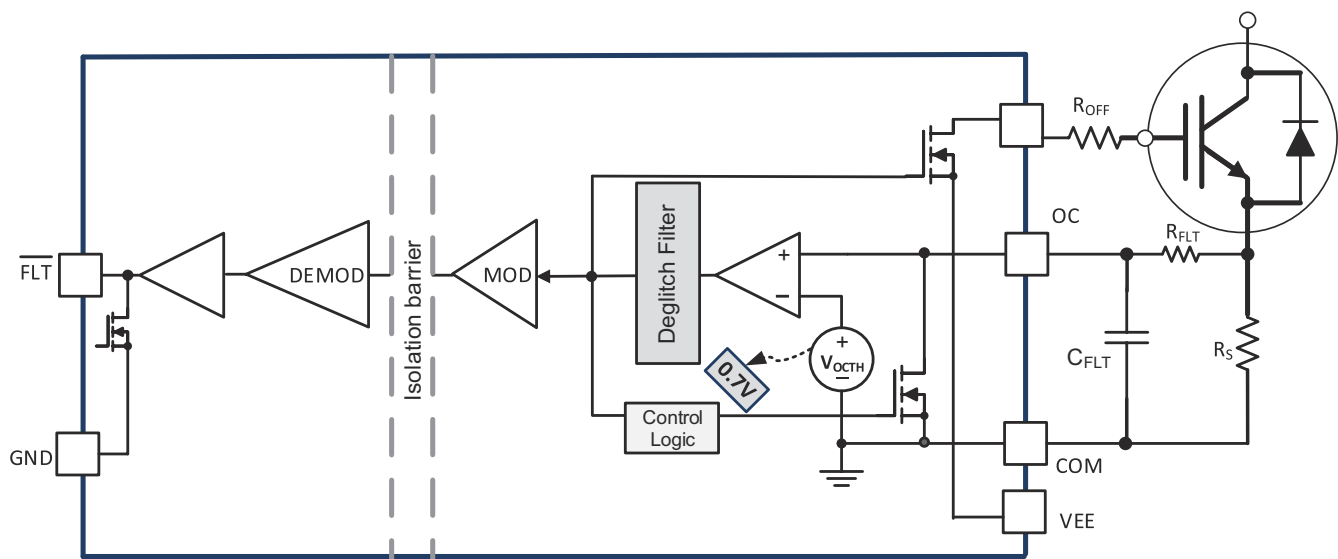 R_OFF
OC
R_FLT
FLT
DEMOD
Isolation barrier
MOD
Deglitch Filter
+
−
+
V_OCTH
−
0.7V
C_FLT
R_S
Control
Logic
GND
COM
VEE